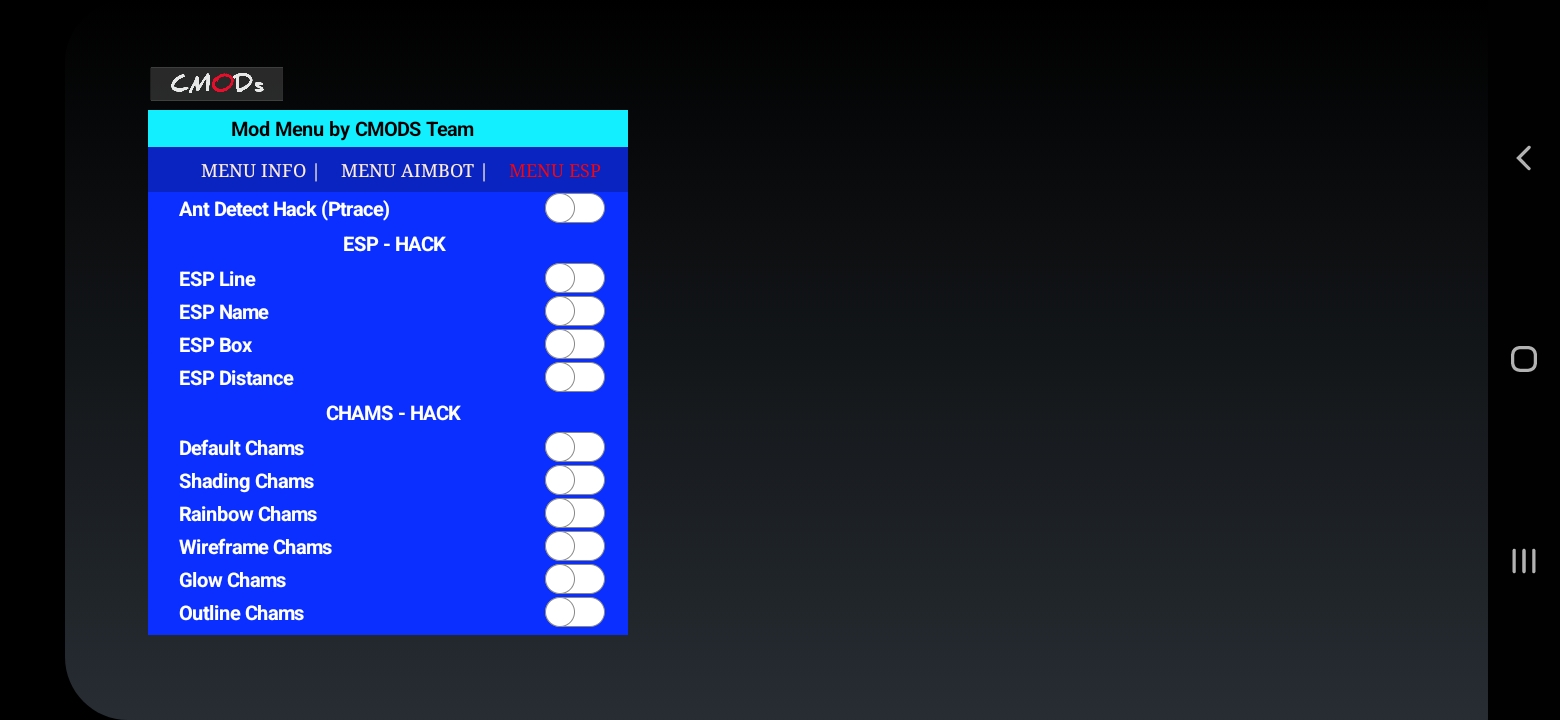 CMODs
Mod Menu by CMODS Team
MENU INFO | MENU AIMBOT | MENU ESP
Ant Detect Hack (Ptrace)
ESP - HACK
ESP Line
ESP Name
ESP Box
ESP Distance
CHAMS - HACK
Default Chams
Shading Chams
Rainbow Chams
Wireframe Chams
Glow Chams
Outline Chams